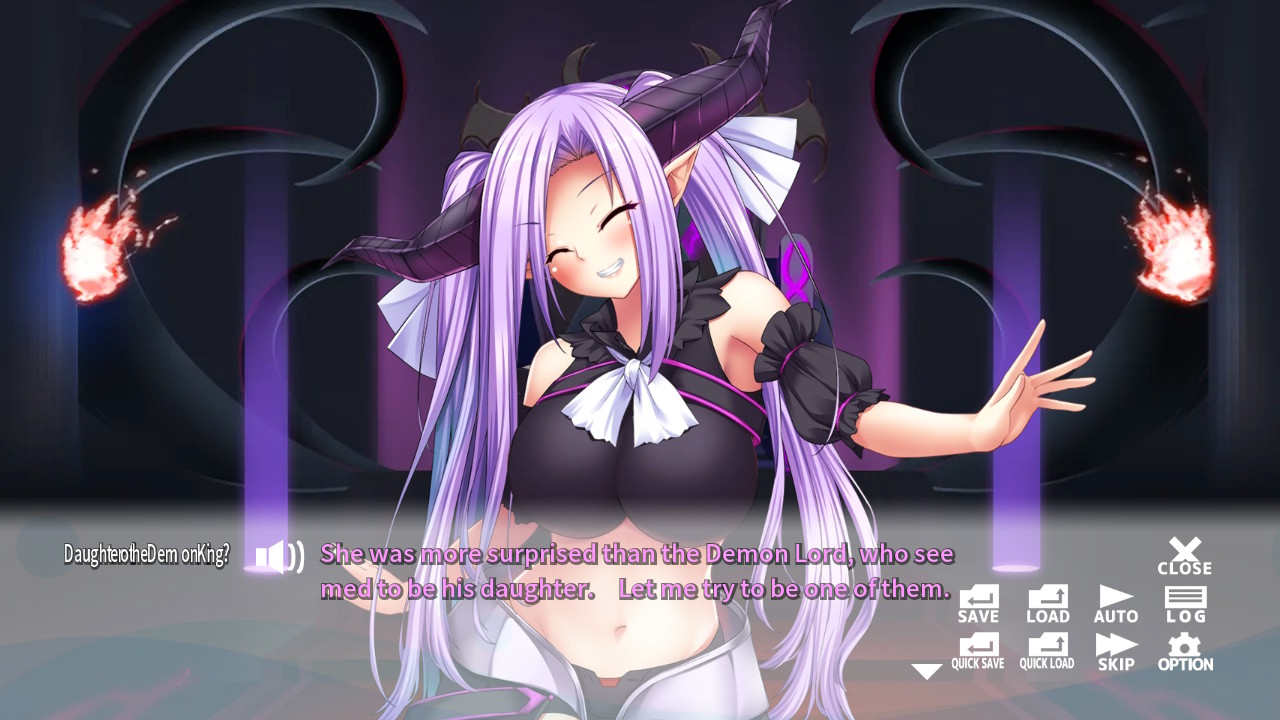 DaughterotheDem onKing?
She was more surprised than the Demon Lord, who see
med to be his daughter.  Let me try to be one of them.
CLOSE
SAVE LOAD AUTO LOG
QUICK SAVE QUICK LOAD SKIP OPTION